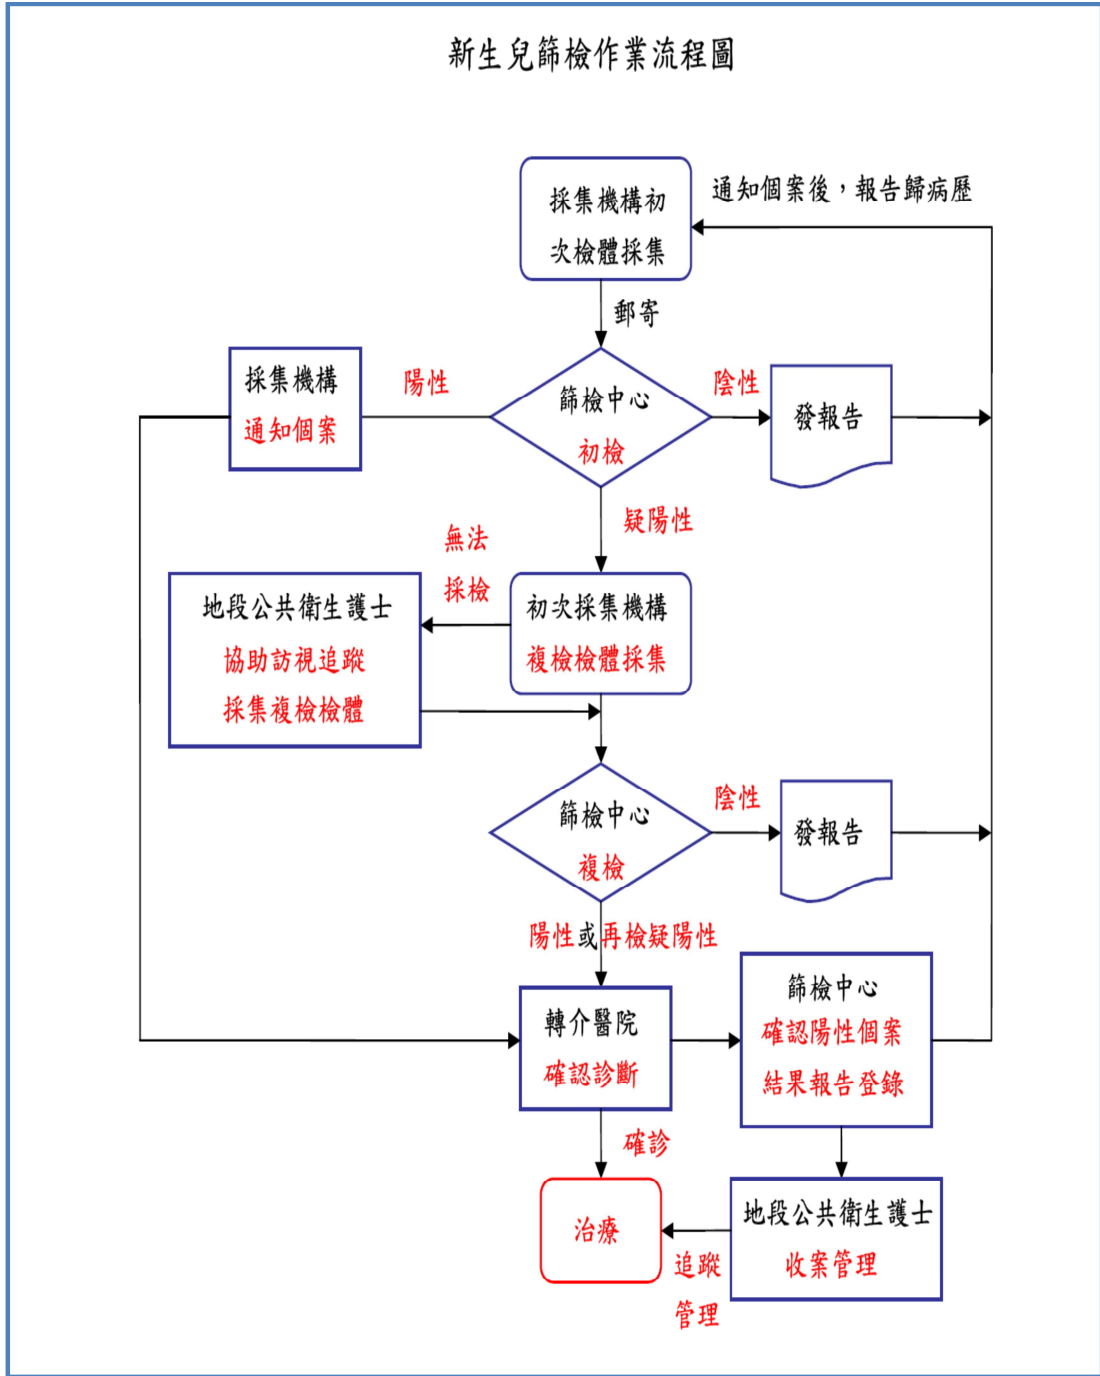 新生兒篩檢作業流程圖
通知個案後，報告歸病歷
採集機構初
次檢體採集
郵寄
採集機構
通知個案
陽性
篩檢中心
初檢
陰性
發報告
疑陽性
無法
採檢
地段公共衛生護士
協助訪視追蹤
採集複檢檢體
初次採集機構
複檢檢體採集
篩檢中心
複檢
陰性
發報告
陽性或再檢疑陽性
轉介醫院
確認診斷
篩檢中心
確認陽性個案
結果報告登錄
確診
治療
追蹤
管理
地段公共衛生護士
收案管理